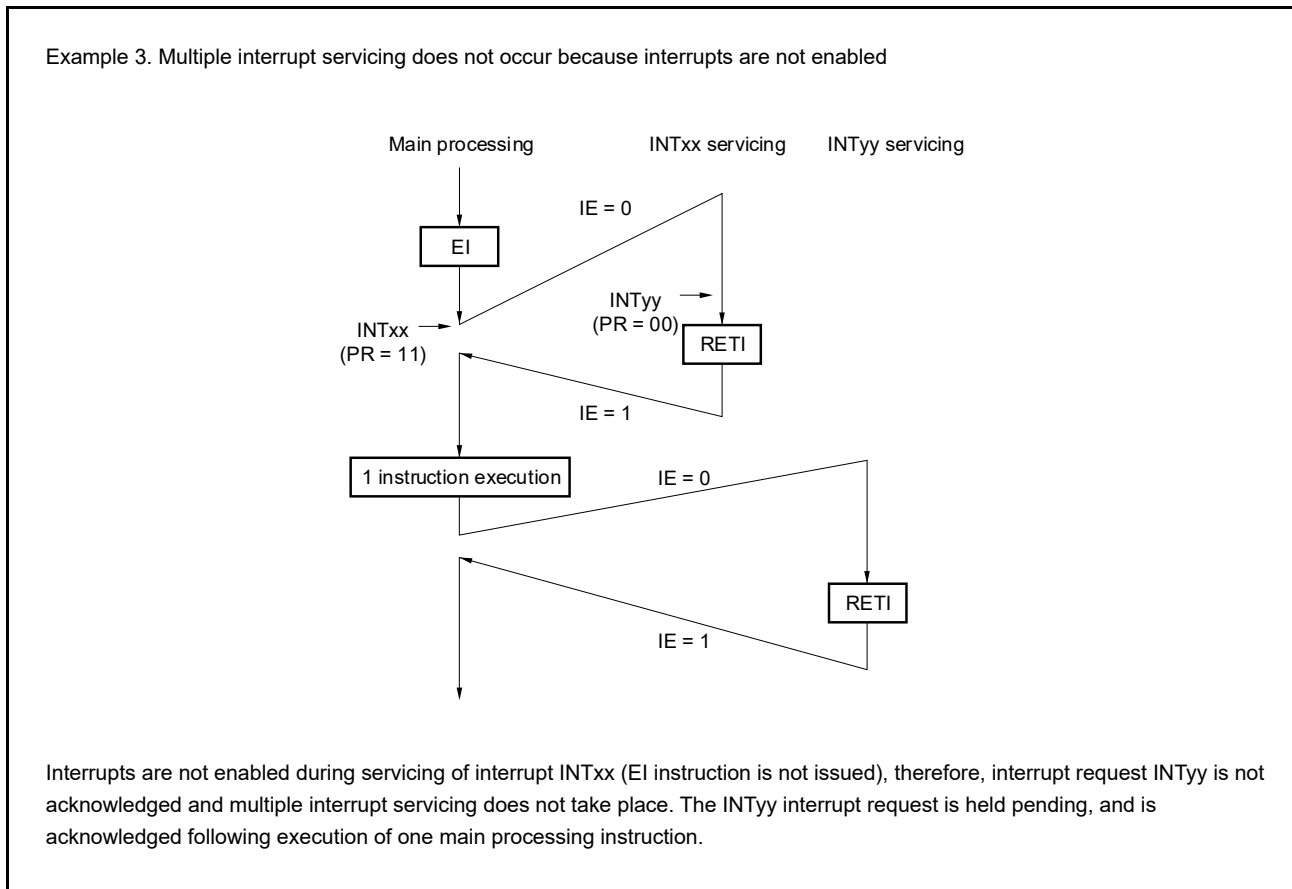 Example 3. Multiple interrupt servicing does not occur because interrupts are not enabled
Main processing
INTxx servicing
INTyy servicing
IE = 0
EI
INTyy
(PR = 00)
INTxx
(PR = 11)
RETI
IE = 1
1 instruction execution
IE = 0
RETI
IE = 1
Interrupts are not enabled during servicing of interrupt INTxx (EI instruction is not issued), therefore, interrupt request INTyy is not
acknowledged and multiple interrupt servicing does not take place. The INTyy interrupt request is held pending, and is
acknowledged following execution of one main processing instruction.